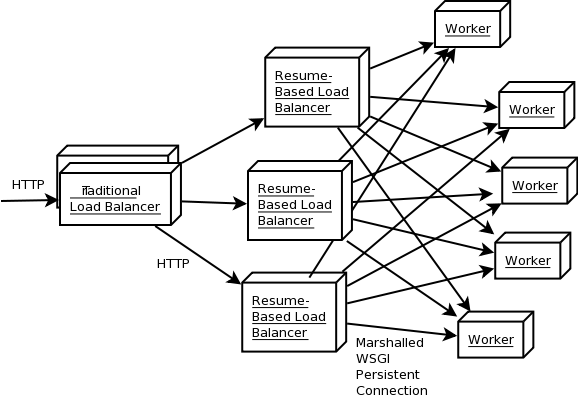 Worker
Resume-
Based Load
Balancer
Worker
HTTP
Traditional
Load Balancer
Resume-
Based Load
Balancer
Worker
HTTP
Worker
Resume-
Based Load
Balancer
Worker
Marshalled
WSGI
Persistent
Connection